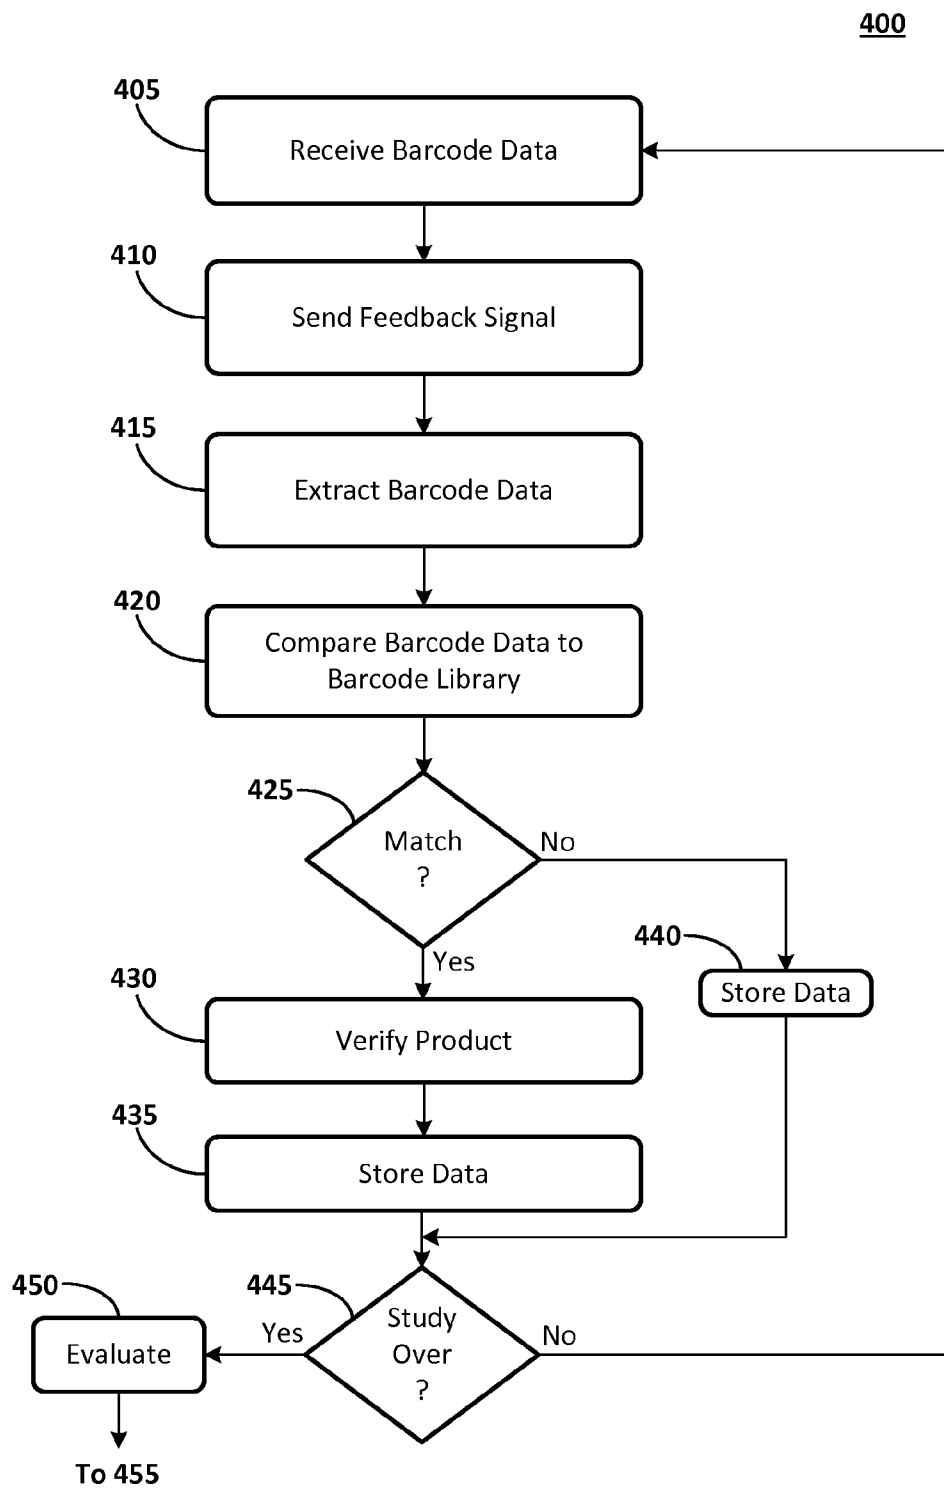 400
405
Receive Barcode Data
410
Send Feedback Signal
415
Extract Barcode Data
420
Compare Barcode Data to
Barcode Library
425
Match
?
No
Yes
440
Store Data
430
Verify Product
435
Store Data
450
445
Study
Over
?
Yes
No
Evaluate
To 455